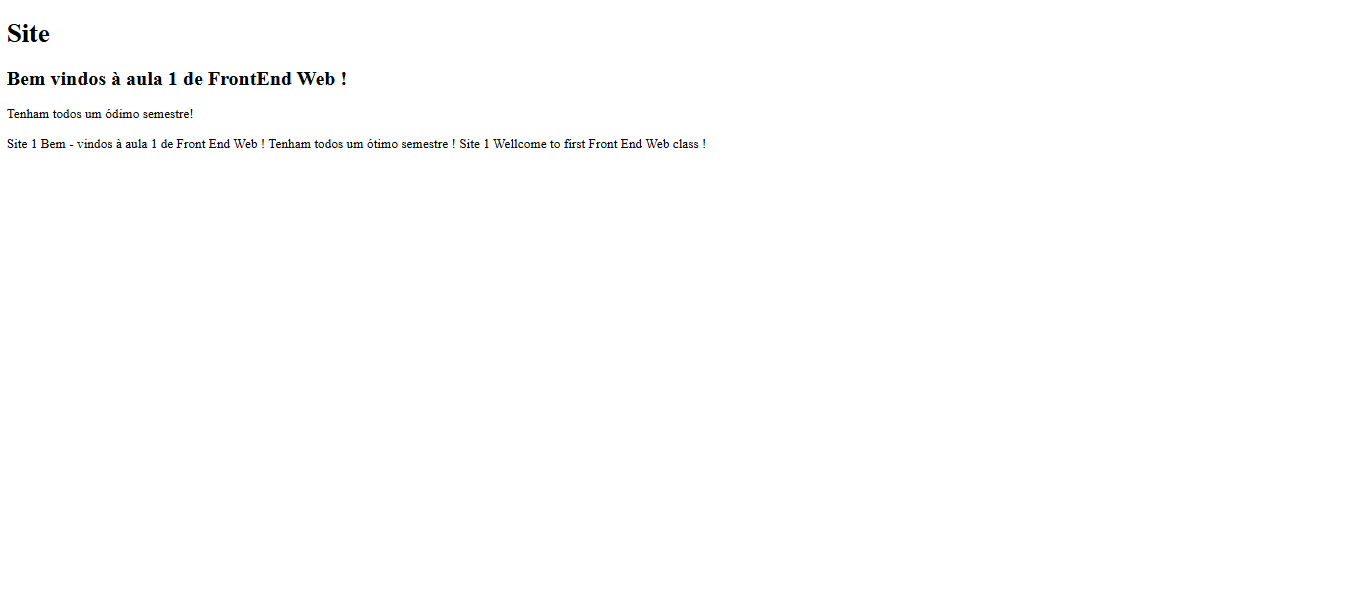 Site
Bem vindos à aula 1 de FrontEnd Web !
Tenham todos um ódimo semestre!
Site 1 Bem - vindos à aula 1 de Front End Web ! Tenham todos um ótimo semestre ! Site 1 Wellcome to first Front End Web class !